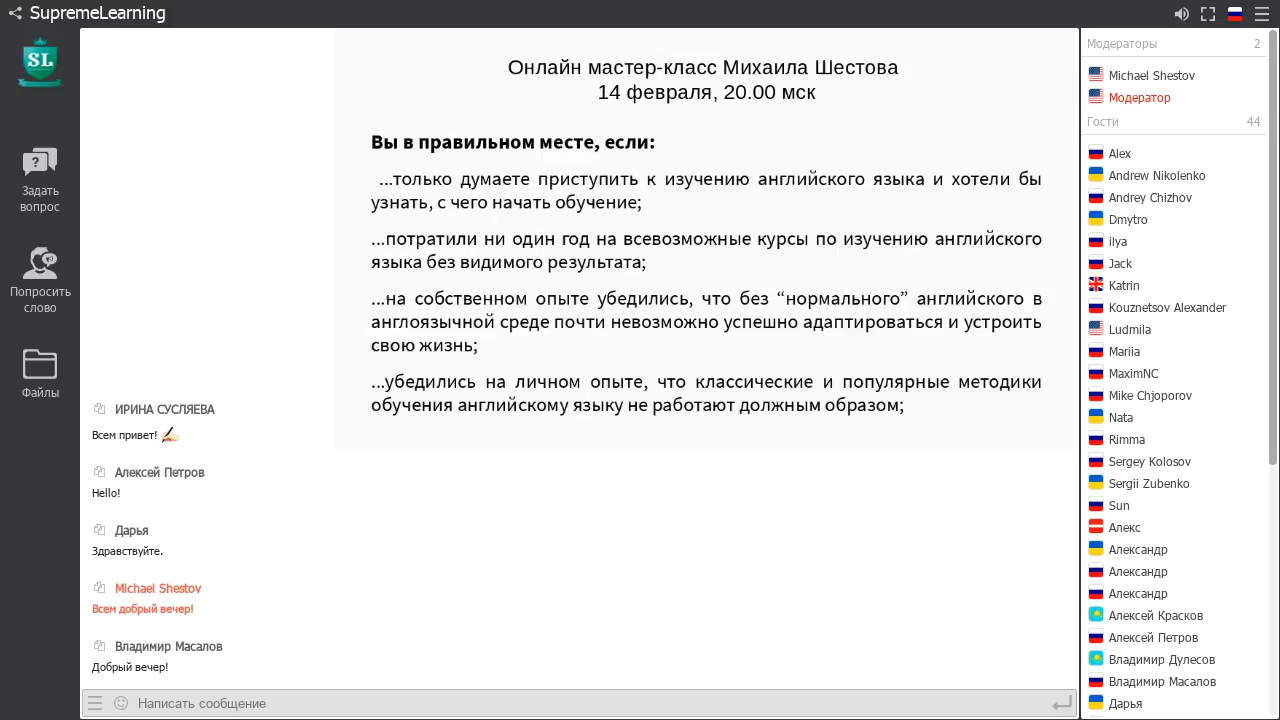 SupremeLearning
SL
Задать
вопрос
Попросить
слово
Файлы
Онлайн мастер-класс Михаила Шестова
14 февраля, 20.00 мск
Вы в правильном месте, если:
...только думаете приступить к изучению английского языка и хотели бы
узнать, с чего начать обучение;
...потратили ни один год на всевозможные курсы по изучению английского
языка без видимого результата;
...на собственном опыте убедились, что без “нормального” английского в
англоязычной среде почти невозможно успешно адаптироваться и устроить
свою жизнь;
...убедились на личном опыте, что классические и популярные методики
обучения английскому языку не работают должным образом;
ИРИНА СУСЛЯЕВА
Всем привет!
Алексей Петров
Hello!
Дарья
Здравствуйте.
Michael Shestov
Всем добрый вечер!
Владимир Масалов
Добрый вечер!
Написать сообщение
Модераторы 2
Michael Shestov
Модератор
Гости 44
Alex
Andrew Nikolenko
Andrey Chizhov
Dmytro
ilya
Jack
Katrin
Kouznetsov Alexander
Ludmila
Mariia
MaximNC
Mike Chjoporov
Nata
Rimma
Sergey Kolosov
Sergii Zubenko
Sun
Алекс
Александр
Александр
Александр
Алексей Красков
Алексей Петров
Владимир Дулесов
Владимир Масалов
Дарья